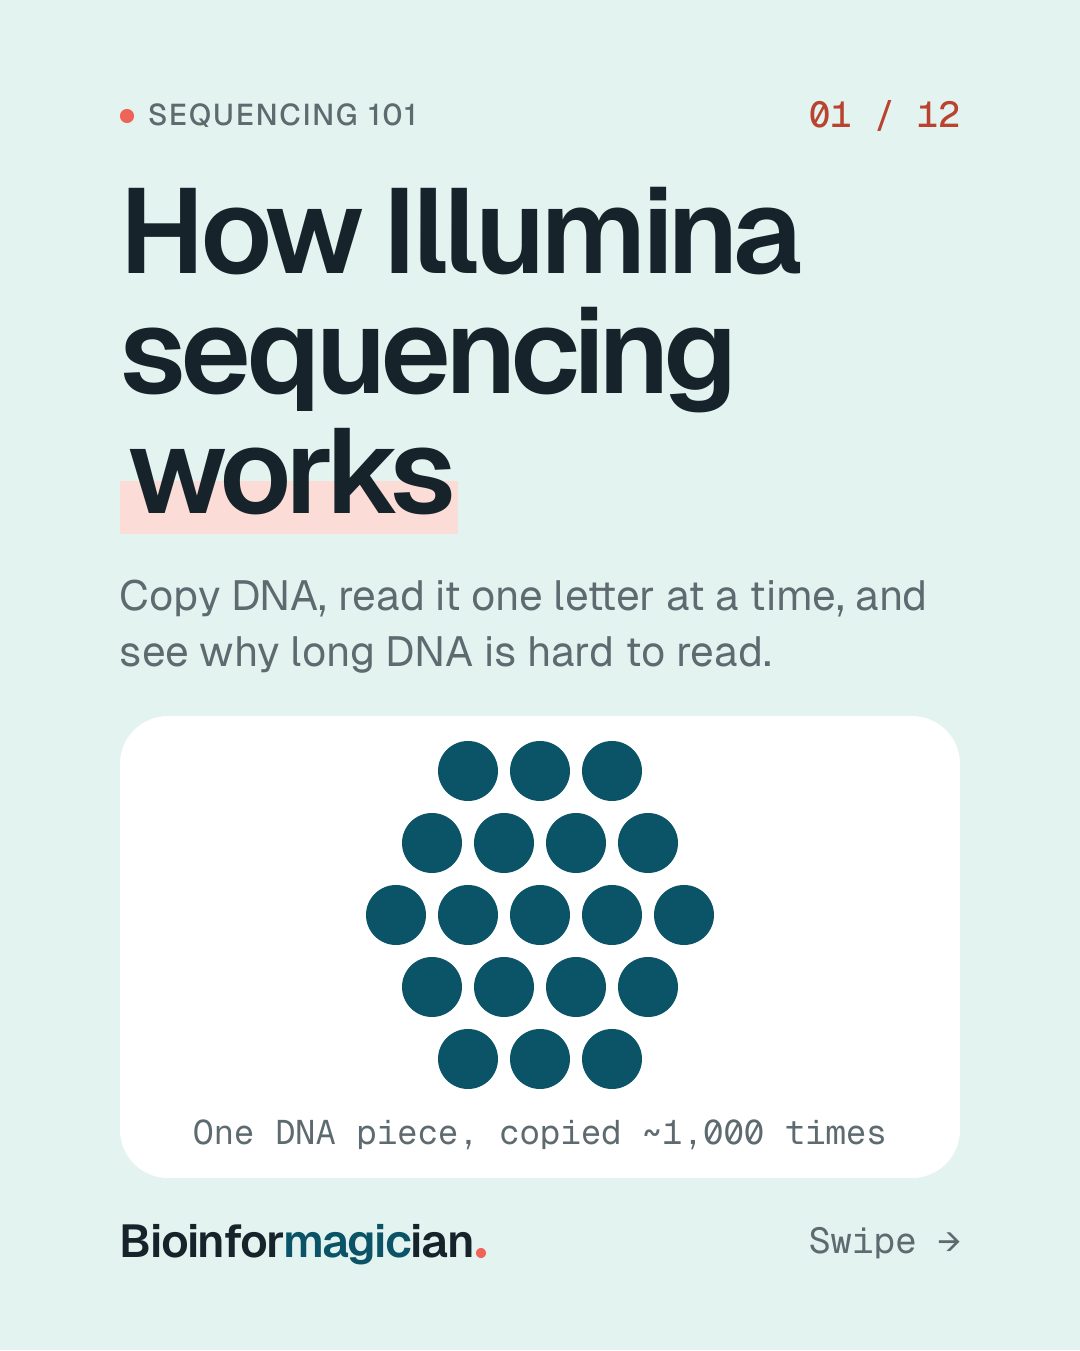 SEQUENCING 101
01 / 12
How Illumina
sequencing
works
Copy DNA, read it one letter at a time, and
see why long DNA is hard to read.
One DNA piece, copied ~1,000 times
Bioinformagician.
Swipe →